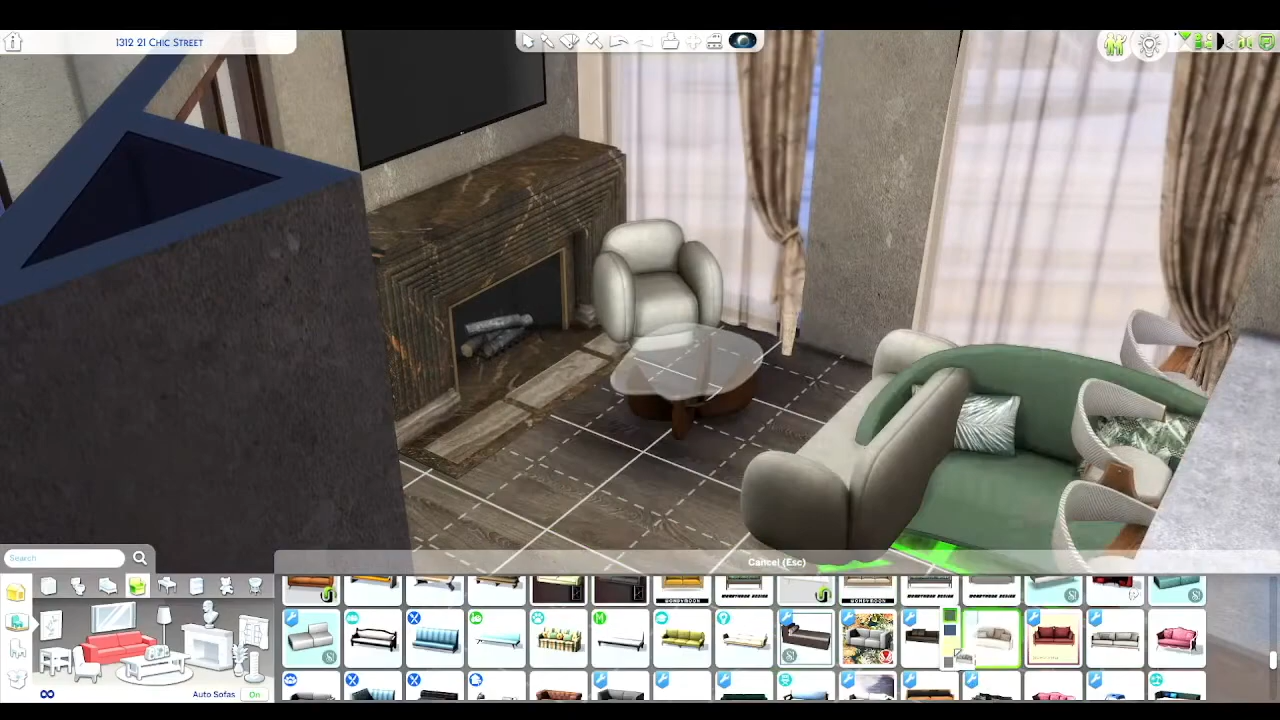 1312 21 CHIC STREET
Cancel (Esc)
Search
Auto Sofas
On